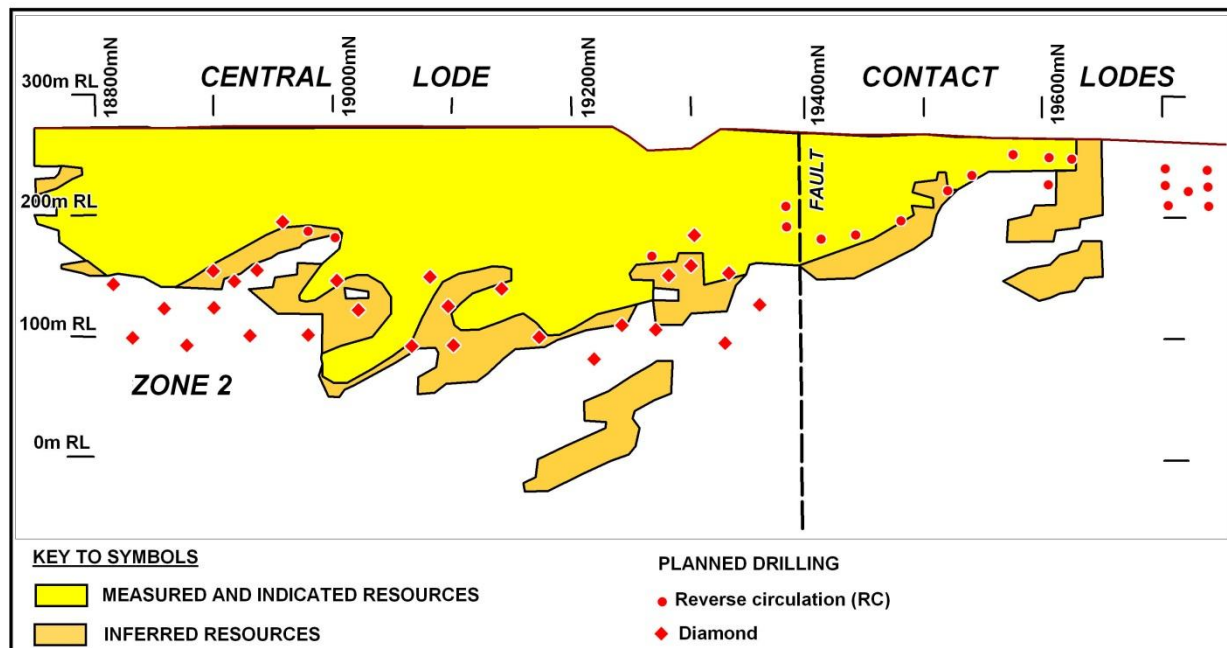 18800mN
19000mN
19200mN
19400mN
19600mN
CENTRAL LODE
CONTACT LODES
300m RL
FAULT
200m RL
100m RL
ZONE 2
0m RL
KEY TO SYMBOLS
MEASURED AND INDICATED RESOURCES
INFERRED RESOURCES
PLANNED DRILLING
Reverse circulation (RC)
Diamond